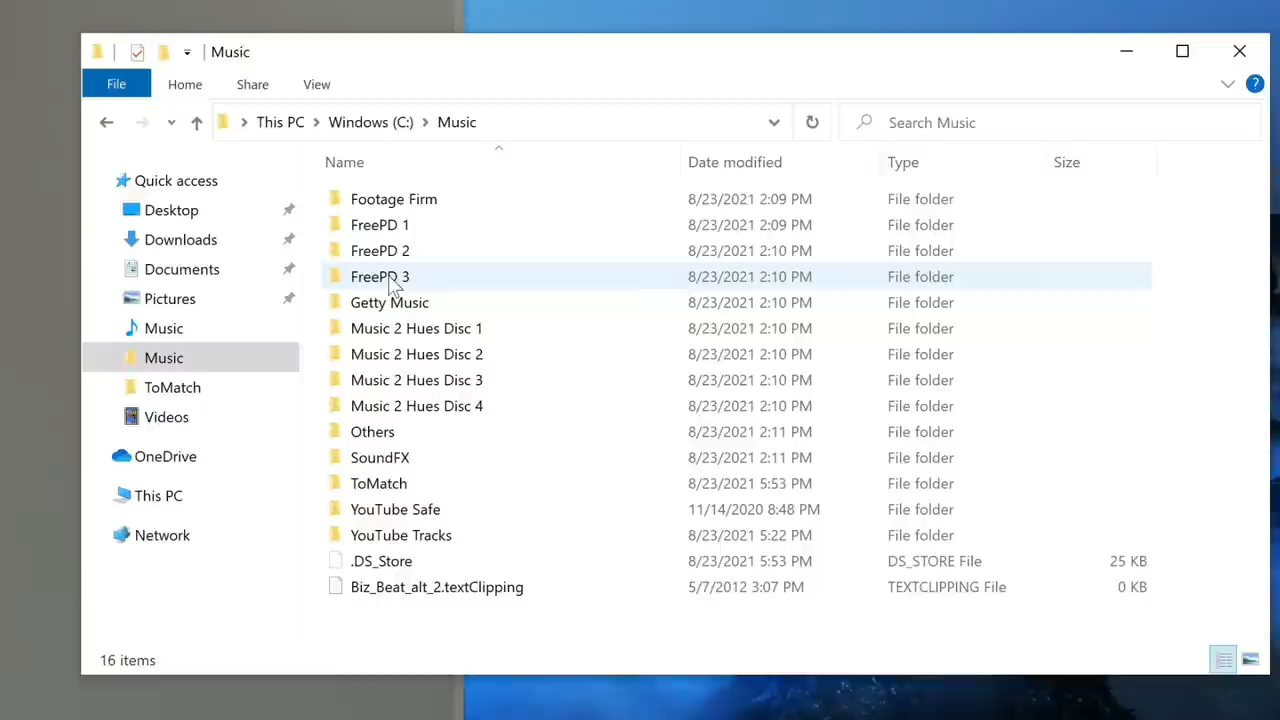 Music
File Home Share View
This PC Windows (C:) Music Search Music
Name Date modified Type Size
Quick access
Desktop
Downloads
Documents
Pictures
Music
Music
ToMatch
Videos
OneDrive
This PC
Network
Footage Firm 8/23/2021 2:09 PM File folder
FreePD 1 8/23/2021 2:09 PM File folder
FreePD 2 8/23/2021 2:10 PM File folder
FreePD 3 8/23/2021 2:10 PM File folder
Getty Music 8/23/2021 2:10 PM File folder
Music 2 Hues Disc 1 8/23/2021 2:10 PM File folder
Music 2 Hues Disc 2 8/23/2021 2:10 PM File folder
Music 2 Hues Disc 3 8/23/2021 2:10 PM File folder
Music 2 Hues Disc 4 8/23/2021 2:10 PM File folder
Others 8/23/2021 2:11 PM File folder
SoundFX 8/23/2021 2:11 PM File folder
ToMatch 8/23/2021 5:53 PM File folder
YouTube Safe 11/14/2020 8:48 PM File folder
YouTube Tracks 8/23/2021 5:22 PM File folder
.DS_Store 8/23/2021 5:53 PM DS_STORE File 25 KB
Biz_Beat_alt_2.textClipping 5/7/2012 3:07 PM TEXTCLIPPING File 0 KB
16 items